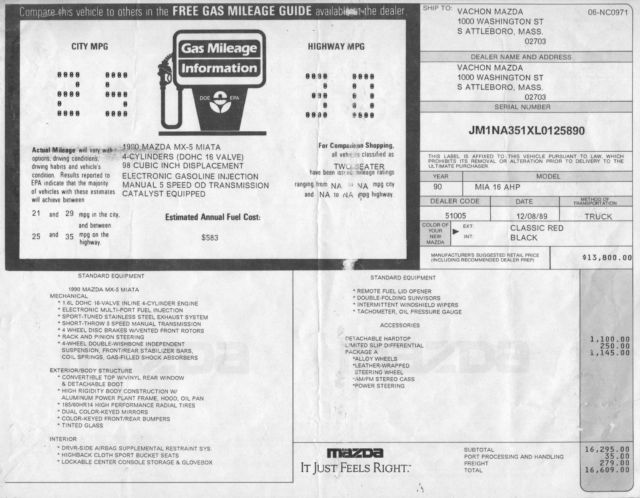 Compare this vehicle to others in the FREE GAS MILEAGE GUIDE available at the dealer
CITY MPG
25
Gas Mileage
Information
DOE EPA
HIGHWAY MPG
30
Actual Mileage will vary with
options, driving conditions,
driving habits and vehicle's
condition. Results reported to
EPA indicate that the majority
of vehicles with these estimates
will achieve between
21 and 29 mpg in the city,
and between
25 and 35 mpg on the
highway.
1990 MAZDA MX-5 MIATA
4-CYLINDERS (DOHC 16 VALVE)
98 CUBIC INCH DISPLACEMENT
ELECTRONIC GASOLINE INJECTION
MANUAL 5 SPEED OD TRANSMISSION
CATALYST EQUIPPED
Estimated Annual Fuel Cost:
$583
For Comparison Shopping,
all vehicles classified as
TWO-SEATER
have been issued mileage ratings
ranging from NA to NA mpg city
and NA to NA mpg highway.
SHIP TO: VACHON MAZDA 06-NC0971
1000 WASHINGTON ST
S ATTLEBORO, MASS.
02703
DEALER NAME AND ADDRESS
VACHON MAZDA
1000 WASHINGTON ST
S ATTLEBORO, MASS.
02703
SERIAL NUMBER
JM1NA351XL0125890
THIS LABEL IS AFFIXED TO THIS VEHICLE PURSUANT TO LAW, WHICH
PROHIBITS ITS REMOVAL OR ALTERATION PRIOR TO DELIVERY TO THE
ULTIMATE PURCHASER.
YEAR MODEL
90 MIA 16 AHP
DEALER CODE DATE METHOD OF TRANSPORTATION
51005 12/08/89 TRUCK
COLOR OF YOUR NEW MAZDA
EXT: CLASSIC RED
INT: BLACK
MANUFACTURER'S SUGGESTED RETAIL PRICE
(INCLUDING RECOMMENDED DEALER PREP) $13,800.00
STANDARD EQUIPMENT
1990 MAZDA MX-5 MIATA
MECHANICAL
* 1.6L DOHC 16-VALVE INLINE 4-CYLINDER ENGINE
* ELECTRONIC MULTI-PORT FUEL INJECTION
* SPORT-TUNED STAINLESS STEEL EXHAUST SYSTEM
* SHORT-THROW 5 SPEED MANUAL TRANSMISSION
* 4 WHEEL DISC BRAKES W/VENTED FRONT ROTORS
* RACK AND PINION STEERING
* 4-WHEEL DOUBLE-WISHBONE INDEPENDENT
SUSPENSION, FRONT/REAR STABILIZER BARS,
COIL SPRINGS, GAS-FILLED SHOCK ABSORBERS
EXTERIOR/BODY STRUCTURE
* CONVERTIBLE TOP W/VINYL REAR WINDOW
& DETACHABLE BOOT
* HIGH RIGIDITY BODY CONSTRUCTION W/
ALUMINUM POWER PLANT FRAME, HOOD, OIL PAN
* 185/60HR14 HIGH PERFORMANCE RADIAL TIRES
* DUAL COLOR-KEYED MIRRORS
* COLOR-KEYED FRONT/REAR BUMPERS
* TINTED GLASS
INTERIOR
* DRVR-SIDE AIRBAG SUPPLEMENTAL RESTRAINT SYS.
* HIGHBACK CLOTH SPORT BUCKET SEATS
* LOCKABLE CENTER CONSOLE STORAGE & GLOVEBOX
STANDARD EQUIPMENT
* REMOTE FUEL LID OPENER
* DOUBLE-FOLDING SUNVISORS
* INTERMITTENT WINDSHIELD WIPERS
* TACHOMETER, OIL PRESSURE GAUGE
ACCESSORIES
DETACHABLE HARDTOP 1,100.00
LIMITED SLIP DIFFERENTIAL 250.00
PACKAGE A 1,145.00
*ALLOY WHEELS
*LEATHER-WRAPPED
STEERING WHEEL
*AM/FM STEREO CASS
*POWER STEERING
mazda
IT JUST FEELS RIGHT.
SUBTOTAL 16,295.00
PORT PROCESSING AND HANDLING 35.00
FREIGHT 279.00
TOTAL 16,609.00